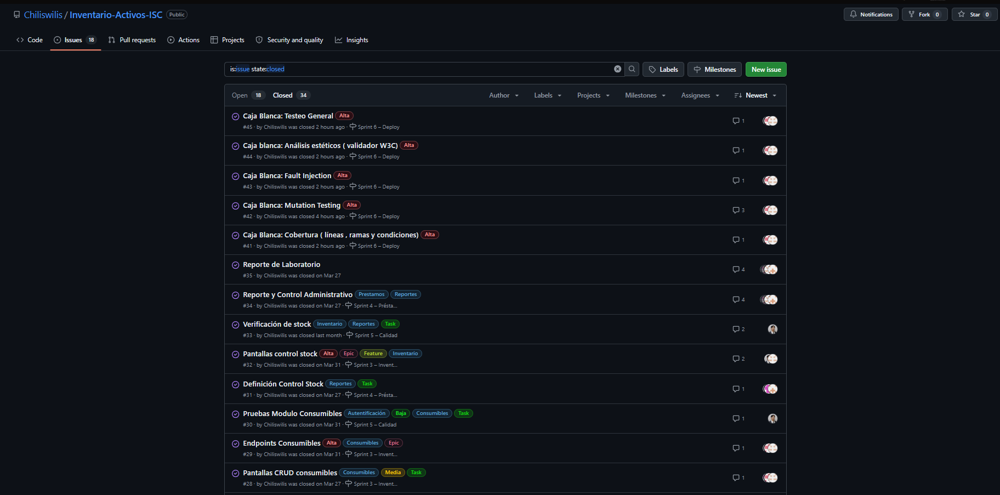 Chiliswilis / Inventario-Activos-ISC Public
Notifications Fork 0 Star 0
Code Issues 18 Pull requests Actions Projects Security and quality Insights
is:issue state:closed
Labels Milestones New issue
Open 18 Closed 34 Author Labels Projects Milestones Assignees Newest
Caja Blanca: Testeo General Alta
1
#45 · by Chiliswilis was closed 2 hours ago · Sprint 6 – Deploy
Caja blanca: Análisis estéticos ( validador W3C) Alta
1
#44 · by Chiliswilis was closed 2 hours ago · Sprint 6 – Deploy
Caja Blanca: Fault Injection Alta
1
#43 · by Chiliswilis was closed 2 hours ago · Sprint 6 – Deploy
Caja Blanca: Mutation Testing Alta
3
#42 · by Chiliswilis was closed 4 hours ago · Sprint 6 – Deploy
Caja Blanca: Cobertura ( líneas , ramas y condiciones) Alta
1
#41 · by Chiliswilis was closed 2 hours ago · Sprint 6 – Deploy
Reporte de Laboratorio
4
#35 · by Chiliswilis was closed on Mar 27
Reporte y Control Administrativo Prestamos Reportes
4
#34 · by Chiliswilis was closed on Mar 27 · Sprint 4 – Présta...
Verificación de stock Inventario Reportes Task
2
#33 · by Chiliswilis was closed last month · Sprint 5 – Calidad
Pantallas control stock Alta Epic Feature Inventario
2
#32 · by Chiliswilis was closed on Mar 31 · Sprint 3 – Invent...
Definición Control Stock Reportes Task
1
#31 · by Chiliswilis was closed on Mar 27 · Sprint 4 – Présta...
Pruebas Modulo Consumibles Autentificación Baja Consumibles Task
1
#30 · by Chiliswilis was closed on Mar 31 · Sprint 5 – Calidad
Endpoints Consumibles Alta Consumibles Epic
1
#29 · by Chiliswilis was closed on Mar 31 · Sprint 3 – Invent...
Pantallas CRUD consumibles Consumibles Media Task
1
#28 · by Chiliswilis was closed on Mar 27 · Sprint 3 – Invent...